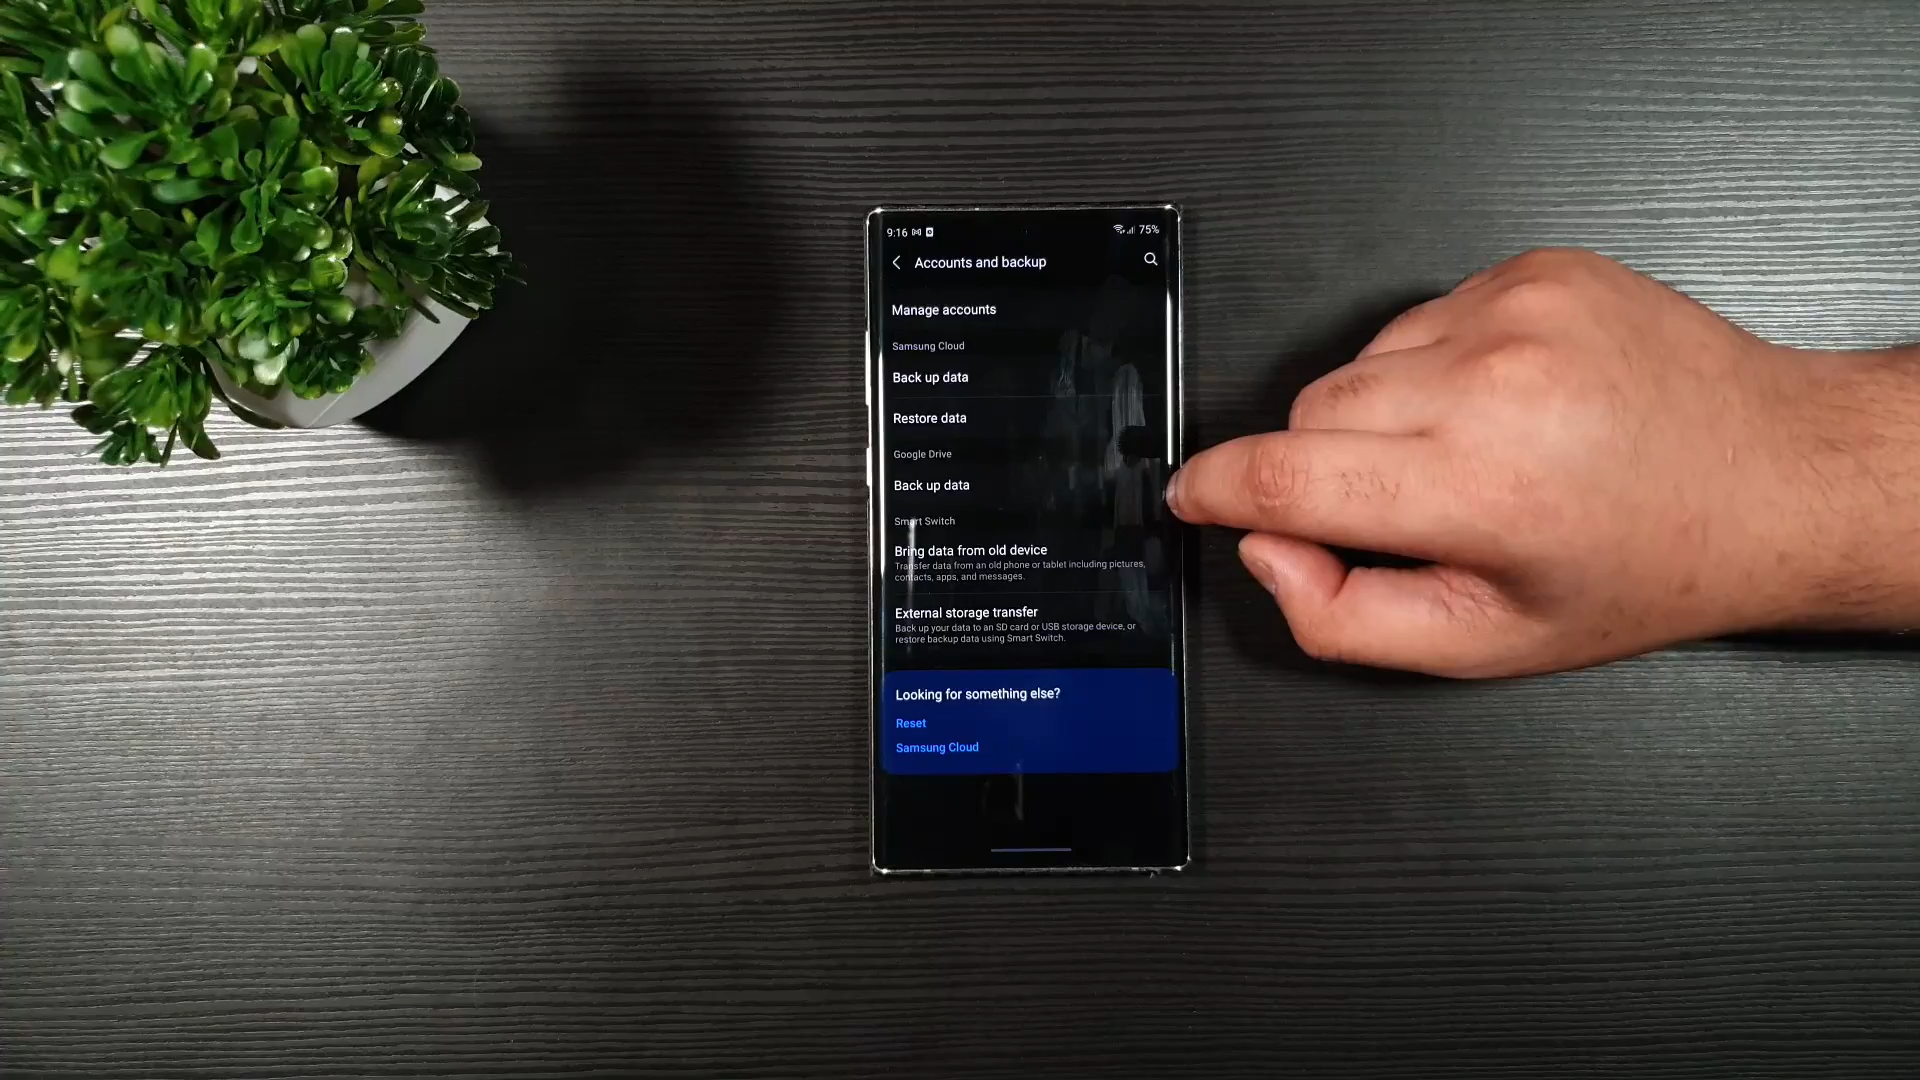 9:16
75%
Accounts and backup
Manage accounts
Samsung Cloud
Back up data
Restore data
Google Drive
Back up data
Smart Switch
Bring data from old device
Transfer data from an old phone or tablet including pictures,
contacts, apps, and messages.
External storage transfer
Back up your data to an SD card or USB storage device, or
restore backup data using Smart Switch.
Looking for something else?
Reset
Samsung Cloud